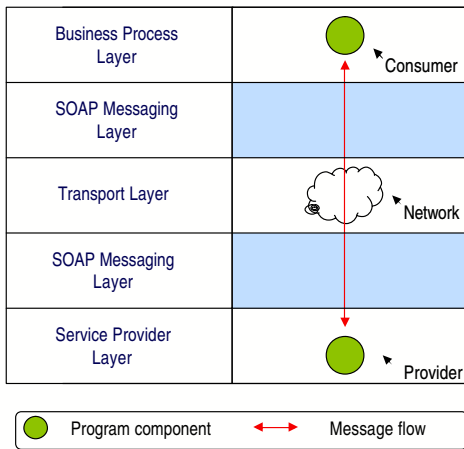 Business Process
Layer
Consumer
SOAP Messaging
Layer
Transport Layer
Network
SOAP Messaging
Layer
Service Provider
Layer
Provider
Program component
Message flow